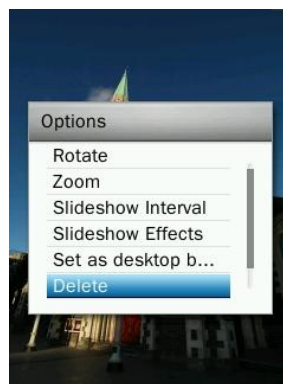 Options
Rotate
Zoom
Slideshow Interval
Slideshow Effects
Set as desktop b...
Delete